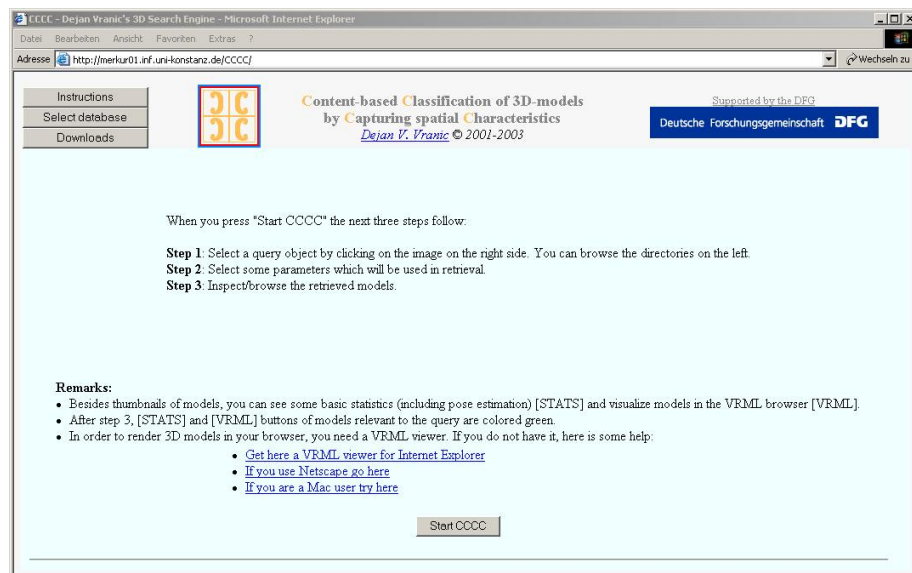 CCCC - Dejan Vranic's 3D Search Engine - Microsoft Internet Explorer
Datei Bearbeiten Ansicht Favoriten Extras ?
Adresse http://merkur01.inf.uni-konstanz.de/CCCC/ Wechseln zu
Instructions
Select database
Downloads
CCCC
Content-based Classification of 3D-models
by Capturing spatial Characteristics
Dejan V. Vranic © 2001-2003
Supported by the DFG
Deutsche Forschungsgemeinschaft DFG
When you press "Start CCCC" the next three steps follow:
Step 1: Select a query object by clicking on the image on the right side. You can browse the directories on the left.
Step 2: Select some parameters which will be used in retrieval.
Step 3: Inspect/browse the retrieved models.
Remarks:
• Besides thumbnails of models, you can see some basic statistics (including pose estimation) [STATS] and visualize models in the VRML browser [VRML].
• After step 3, [STATS] and [VRML] buttons of models relevant to the query are colored green.
• In order to render 3D models in your browser, you need a VRML viewer. If you do not have it, here is some help:
• Get here a VRML viewer for Internet Explorer
• If you use Netscape go here
• If you are a Mac user try here
Start CCCC